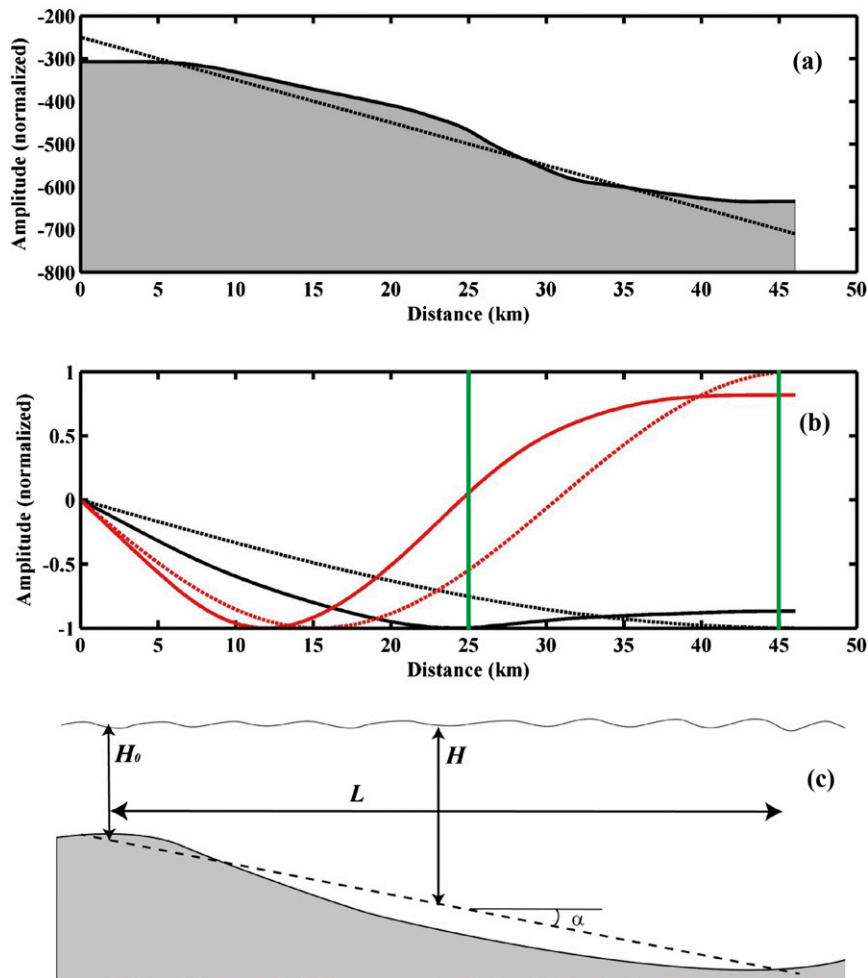 -200
-300
-400
-500
-600
-700
-800
Amplitude (normalized)
(a)
0 5 10 15 20 25 30 35 40 45 50
Distance (km)
1
0.5
0
-0.5
-1
Amplitude (normalized)
(b)
0 5 10 15 20 25 30 35 40 45 50
Distance (km)
H₀
H
(c)
L
α